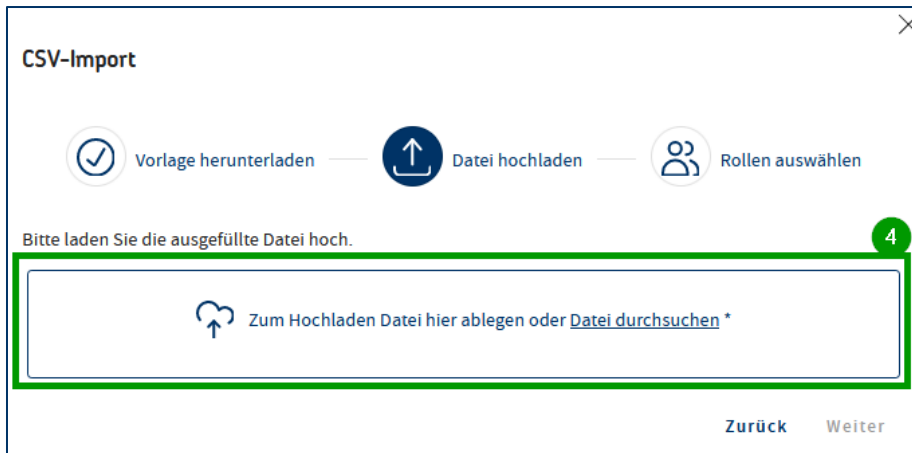 CSV-Import
Vorlage herunterladen
Datei hochladen
Rollen auswählen
Bitte laden Sie die ausgefüllte Datei hoch.
4
Zum Hochladen Datei hier ablegen oder Datei durchsuchen *
Zurück Weiter